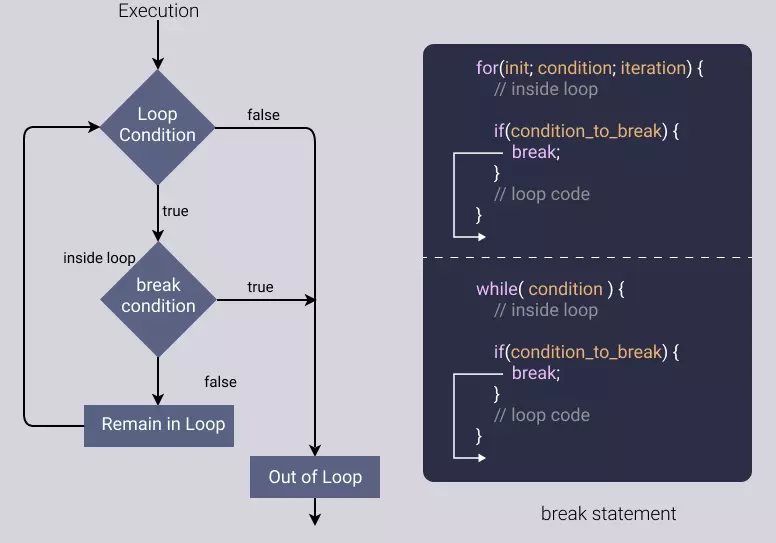 Execution
Loop
Condition
false
true
inside loop
break
condition
true
false
Remain in Loop
Out of Loop
for(init; condition; iteration) {
// inside loop
if(condition_to_break) {
break;
}
// loop code
}
while( condition ) {
// inside loop
if(condition_to_break) {
break;
}
// loop code
}
break statement